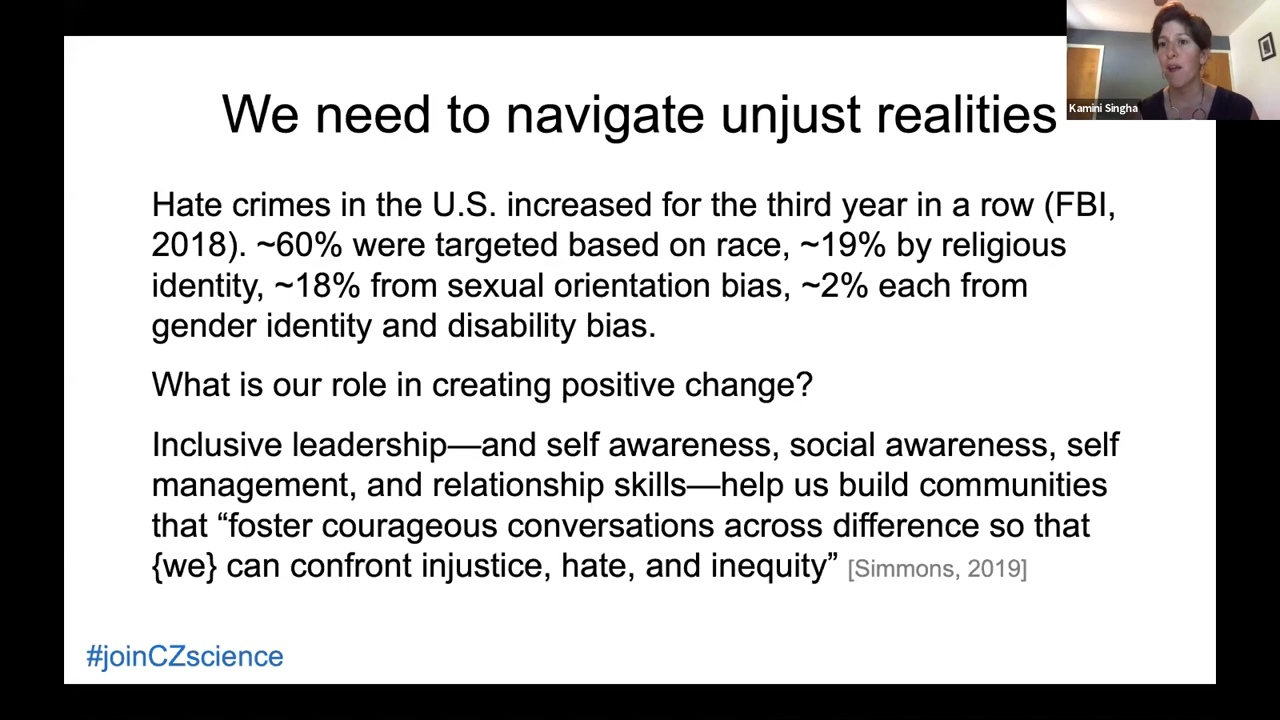 We need to navigate unjust realities
Kamini Singha
Hate crimes in the U.S. increased for the third year in a row (FBI,
2018). ~60% were targeted based on race, ~19% by religious
identity, ~18% from sexual orientation bias, ~2% each from
gender identity and disability bias.
What is our role in creating positive change?
Inclusive leadership—and self awareness, social awareness, self
management, and relationship skills—help us build communities
that “foster courageous conversations across difference so that
{we} can confront injustice, hate, and inequity” [Simmons, 2019]
#joinCZscience